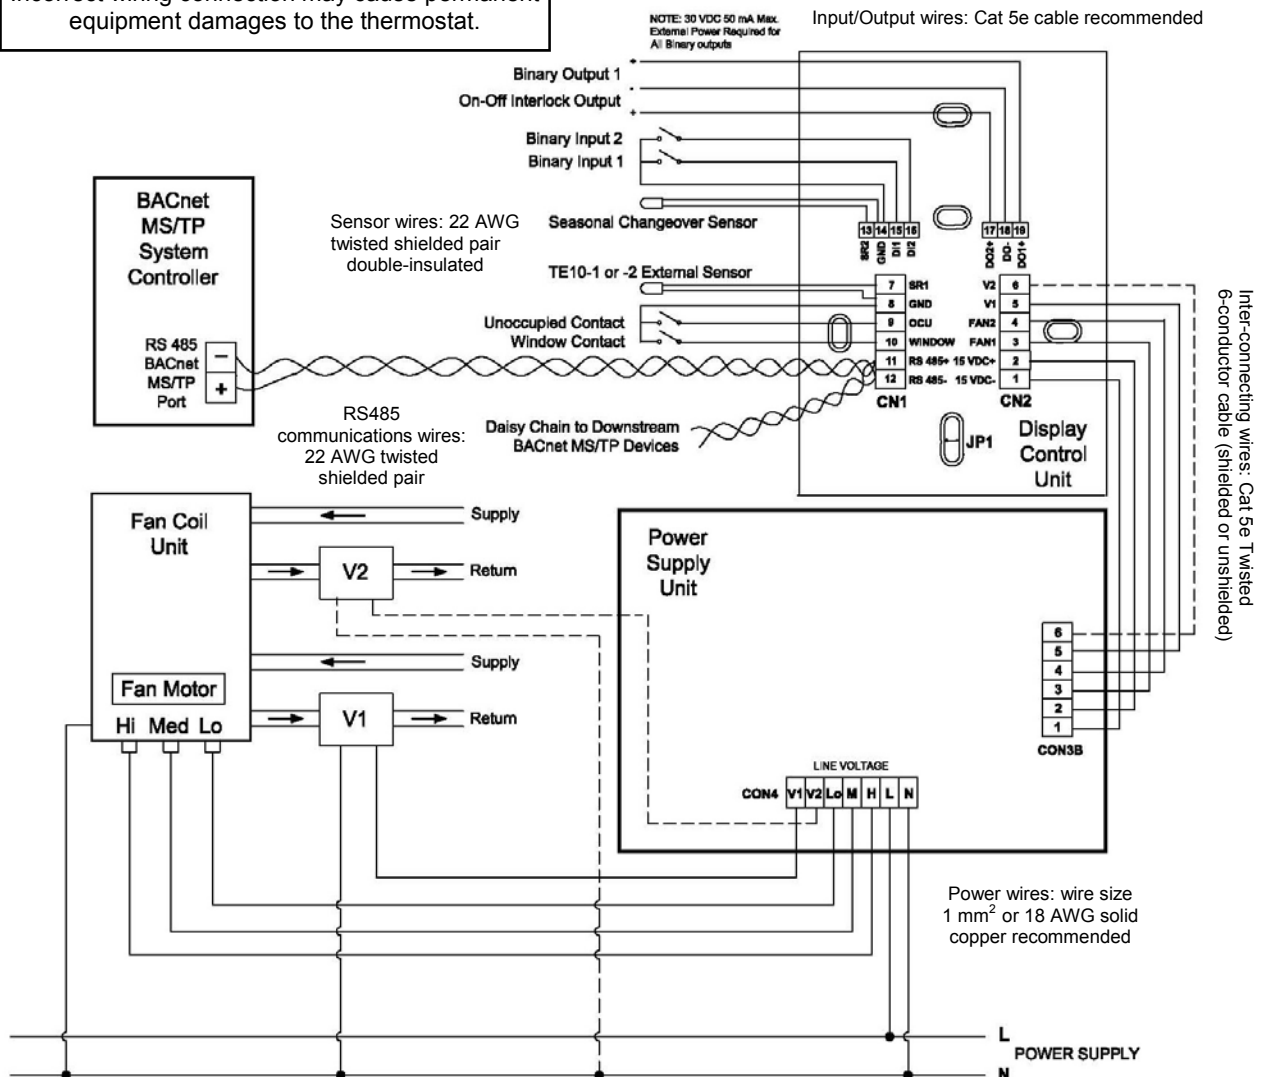 equipment damages to the thermostat.
NOTE: 30 VDC 50 mA Max.
External Power Required for
All Binary outputs
Input/Output wires: Cat 5e cable recommended
+
Binary Output 1
-
On-Off Interlock Output
+
Binary Input 2
Binary Input 1
Seasonal Changeover Sensor
TE10-1 or -2 External Sensor
Unoccupied Contact
Window Contact
BACnet
MS/TP
System
Controller
RS 485
BACnet
MS/TP
Port
−
+
Sensor wires: 22 AWG
twisted shielded pair
double-insulated
RS485
communications wires:
22 AWG twisted
shielded pair
Daisy Chain to Downstream
BACnet MS/TP Devices
13 14 15 16
SR2
GND
DI1
DI2
17 18 19
DO2+
DO-
DO1+
7 SR1
8 GND
9 OCU
10 WINDOW
11 RS 485+
12 RS 485-
CN1
V2 6
V1 5
FAN2 4
FAN1 3
15 VDC+ 2
15 VDC- 1
CN2
JP1
Display
Control
Unit
Inter-connecting wires: Cat 5e Twisted
6-conductor cable (shielded or unshielded)
Fan Coil
Unit
Supply
V2
Return
Supply
Fan Motor
Hi Med Lo
V1
Return
Power
Supply
Unit
6
5
4
3
2
1
CON3B
LINE VOLTAGE
CON4 V1 V2 Lo M H L N
Power wires: wire size
1 mm2 or 18 AWG solid
copper recommended
L
POWER SUPPLY
N